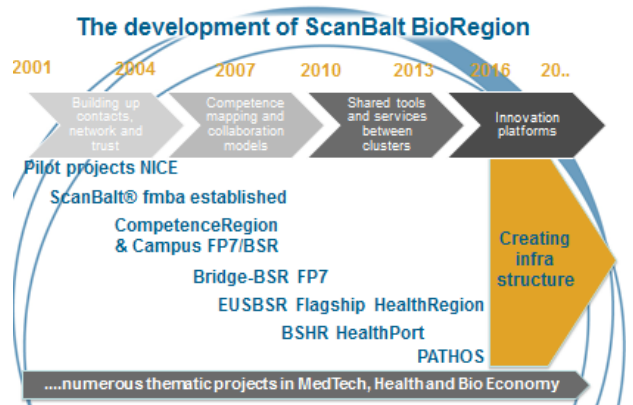 The development of ScanBalt BioRegion
2001 2004 2007 2010 2013 2016 20..
Building up
contacts,
network and
trust
Competence
mapping and
collaboration
models
Shared tools
and services
between
clusters
Innovation
platforms
Pilot projects NICE
ScanBalt® fmba established
CompetenceRegion
& Campus FP7/BSR
Bridge-BSR FP7
EUSBSR Flagship HealthRegion
BSHR HealthPort
PATHOS
Creating
infra
structure
....numerous thematic projects in MedTech, Health and Bio Economy